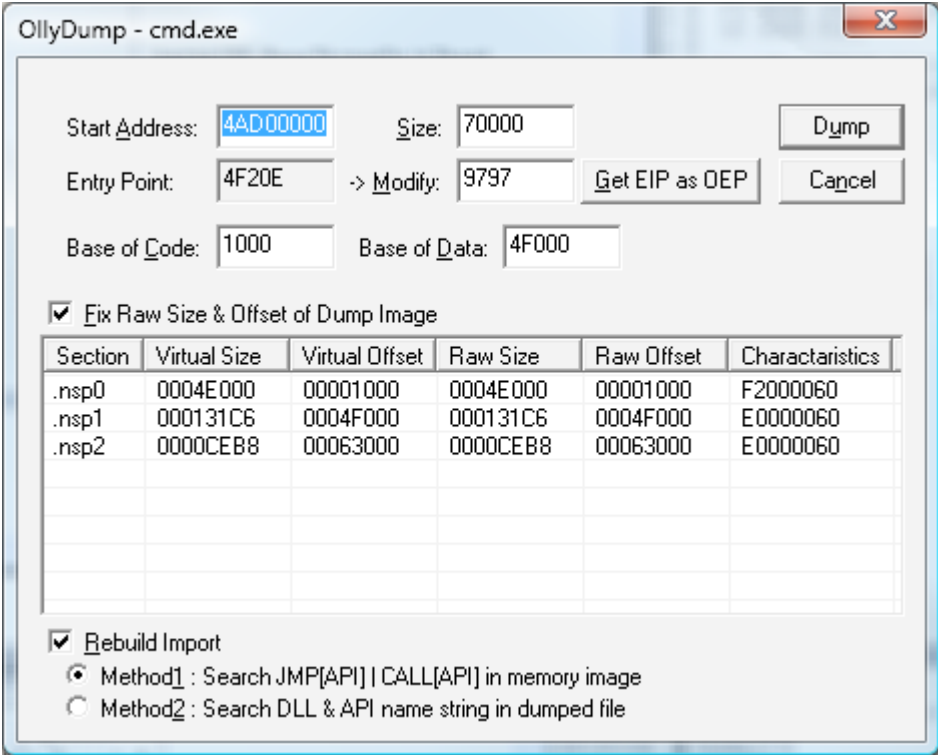 OllyDump - cmd.exe
Start Address: 4AD00000 Size: 70000 Dump
Entry Point: 4F20E -> Modify: 9797 Get EIP as OEP Cancel
Base of Code: 1000 Base of Data: 4F000
Fix Raw Size & Offset of Dump Image
Section Virtual Size Virtual Offset Raw Size Raw Offset Charactaristics
.nsp0 0004E000 00001000 0004E000 00001000 F2000060
.nsp1 000131C6 0004F000 000131C6 0004F000 E0000060
.nsp2 0000CEB8 00063000 0000CEB8 00063000 E0000060
Rebuild Import
Method1 : Search JMP[API] | CALL[API] in memory image
Method2 : Search DLL & API name string in dumped file